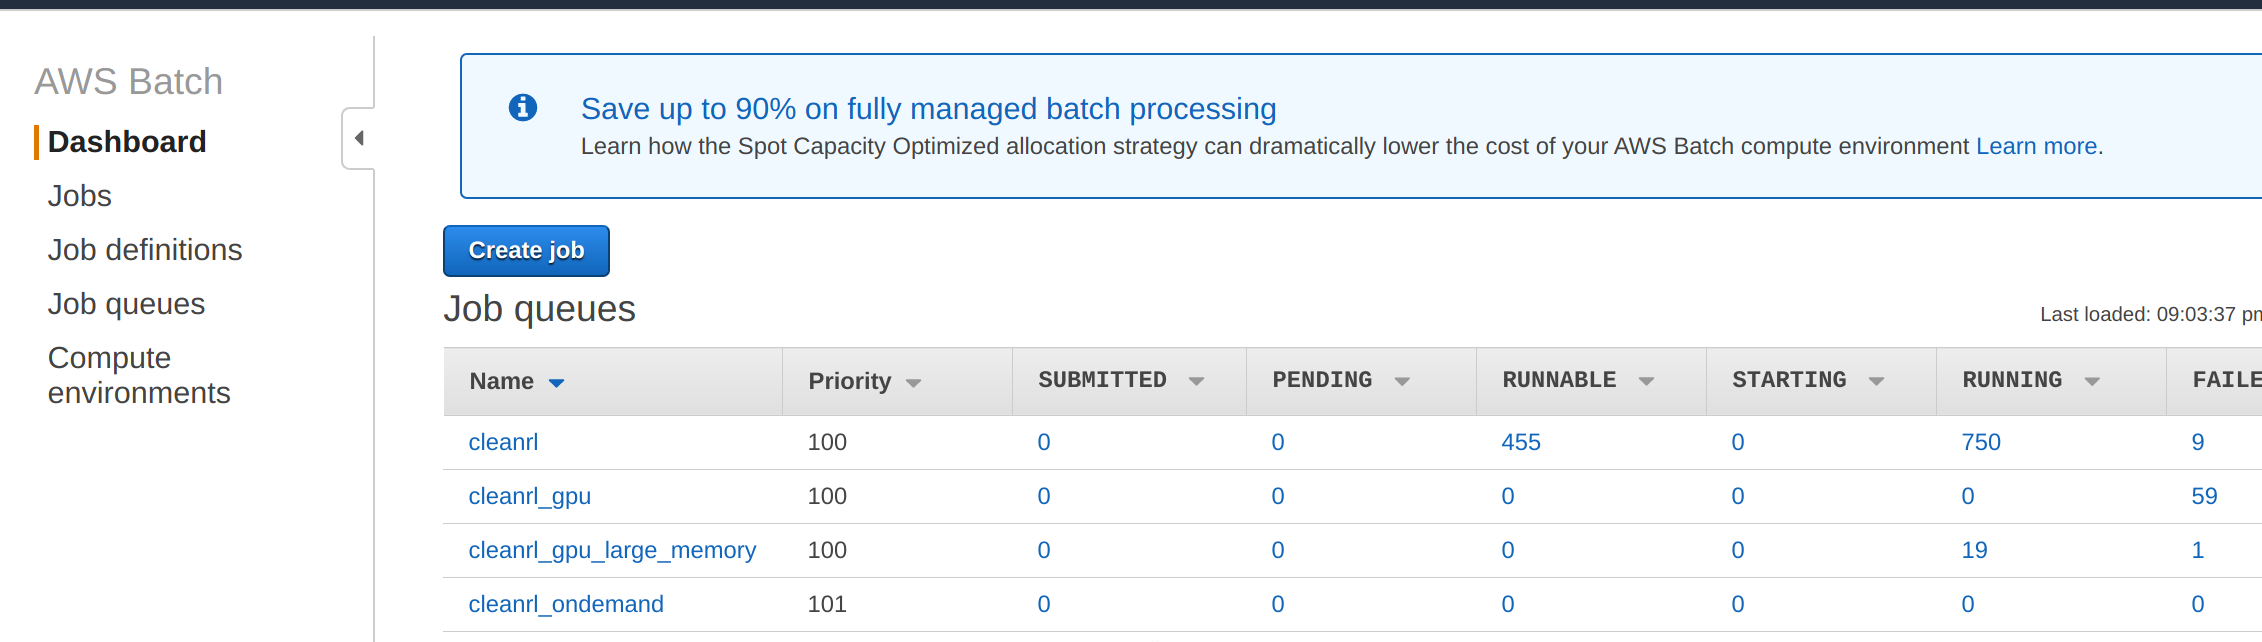 AWS Batch
Dashboard
Jobs
Job definitions
Job queues
Compute
environments
Save up to 90% on fully managed batch processing
Learn how the Spot Capacity Optimized allocation strategy can dramatically lower the cost of your AWS Batch compute environment Learn more.
Create job
Job queues
Last loaded: 09:03:37 pm
Name Priority SUBMITTED PENDING RUNNABLE STARTING RUNNING FAILE
cleanrl 100 0 0 455 0 750 9
cleanrl_gpu 100 0 0 0 0 0 59
cleanrl_gpu_large_memory 100 0 0 0 0 19 1
cleanrl_ondemand 101 0 0 0 0 0 0